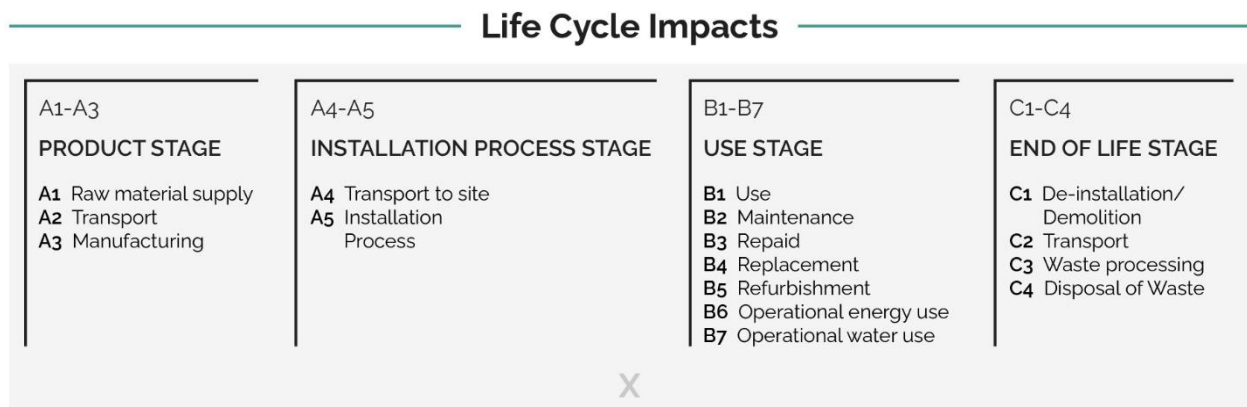 Life Cycle Impacts
A1-A3
PRODUCT STAGE
A1 Raw material supply
A2 Transport
A3 Manufacturing
A4-A5
INSTALLATION PROCESS STAGE
A4 Transport to site
A5 Installation
Process
B1-B7
USE STAGE
B1 Use
B2 Maintenance
B3 Repaid
B4 Replacement
B5 Refurbishment
B6 Operational energy use
B7 Operational water use
C1-C4
END OF LIFE STAGE
C1 De-installation/
Demolition
C2 Transport
C3 Waste processing
C4 Disposal of Waste
X